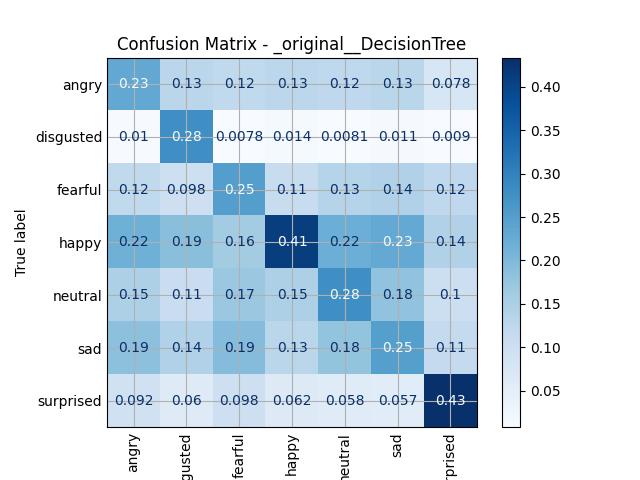 Confusion Matrix - _original__DecisionTree
True label
angry 0.23 0.13 0.12 0.13 0.12 0.13 0.078
disgusted 0.01 0.28 0.0078 0.014 0.0081 0.011 0.009
fearful 0.12 0.098 0.25 0.11 0.13 0.14 0.12
happy 0.22 0.19 0.16 0.41 0.22 0.23 0.14
neutral 0.15 0.11 0.17 0.15 0.28 0.18 0.1
sad 0.19 0.14 0.19 0.13 0.18 0.25 0.11
surprised 0.092 0.06 0.098 0.062 0.058 0.057 0.43
angry gusted fearful happy neutral sad prised
0.40
0.35
0.30
0.25
0.20
0.15
0.10
0.05